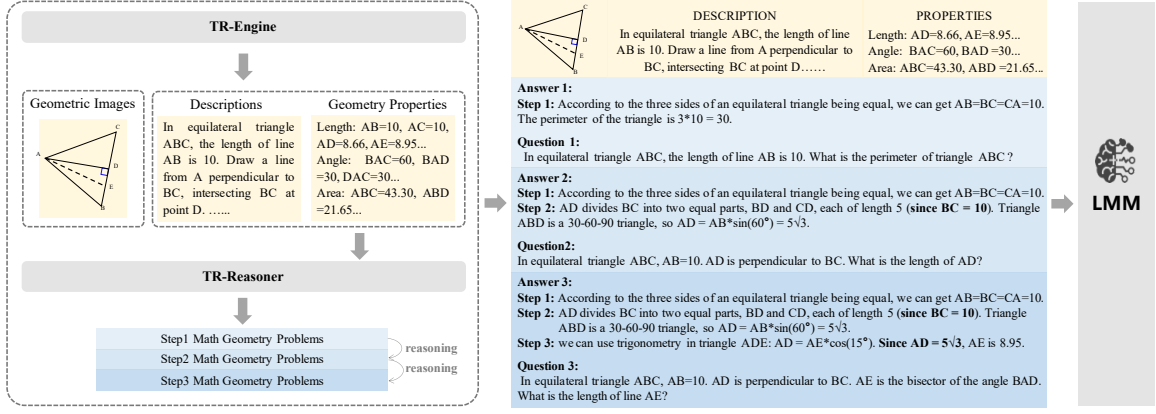 TR-Engine
Geometric Images
Descriptions
Geometry Properties
C
A
D
E
B
In equilateral triangle
ABC, the length of line
AB is 10. Draw a line
from A perpendicular to
BC, intersecting BC at
point D. …...
Length: AB=10, AC=10,
AD=8.66, AE=8.95...
Angle: BAC=60, BAD
=30, DAC=30...
Area: ABC=43.30, ABD
=21.65...
TR-Reasoner
Step1 Math Geometry Problems
Step2 Math Geometry Problems
Step3 Math Geometry Problems
reasoning
reasoning
C
A
D
E
B
DESCRIPTION
In equilateral triangle ABC, the length of line
AB is 10. Draw a line from A perpendicular to
BC, intersecting BC at point D……
PROPERTIES
Length: AD=8.66, AE=8.95...
Angle: BAC=60, BAD =30...
Area: ABC=43.30, ABD =21.65...
Answer 1:
Step 1: According to the three sides of an equilateral triangle being equal, we can get AB=BC=CA=10.
The perimeter of the triangle is 3*10 = 30.
Question 1:
In equilateral triangle ABC, the length of line AB is 10. What is the perimeter of triangle ABC ?
Answer 2:
Step 1: According to the three sides of an equilateral triangle being equal, we can get AB=BC=CA=10.
Step 2: AD divides BC into two equal parts, BD and CD, each of length 5 (since BC = 10). Triangle
ABD is a 30-60-90 triangle, so AD = AB*sin(60°) = 5√3.
Question2:
In equilateral triangle ABC, AB=10. AD is perpendicular to BC. What is the length of AD?
Answer 3:
Step 1: According to the three sides of an equilateral triangle being equal, we can get AB=BC=CA=10.
Step 2: AD divides BC into two equal parts, BD and CD, each of length 5 (since BC = 10). Triangle
ABD is a 30-60-90 triangle, so AD = AB*sin(60°) = 5√3.
Step 3: we can use trigonometry in triangle ADE: AD = AE*cos(15°). Since AD = 5√3, AE is 8.95.
Question 3:
In equilateral triangle ABC, AB=10. AD is perpendicular to BC. AE is the bisector of the angle BAD.
What is the length of line AE?
LMM